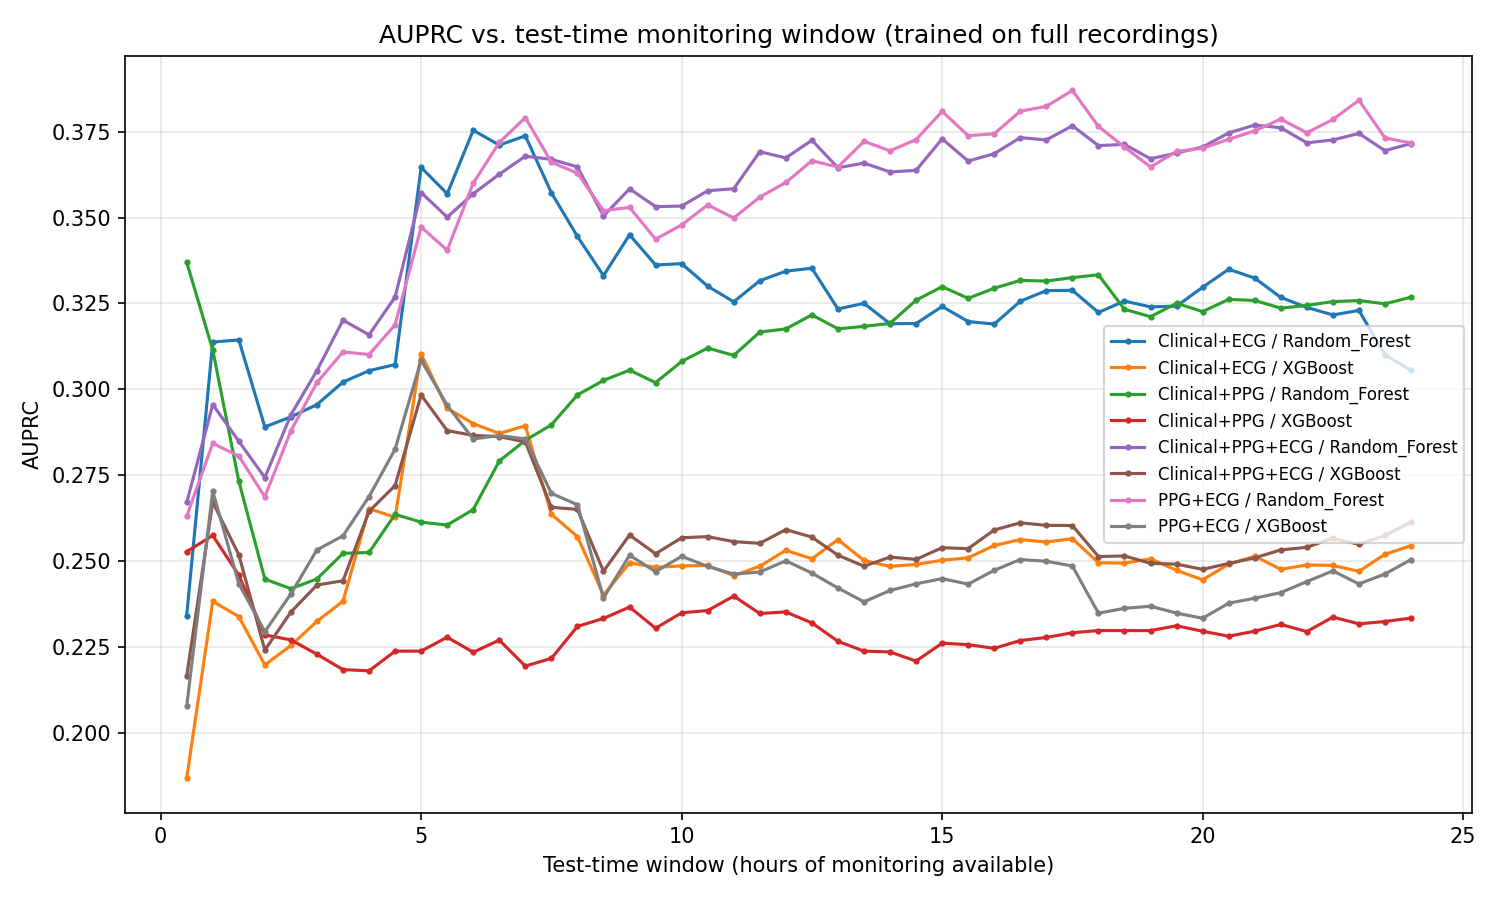 AUPRC vs. test-time monitoring window (trained on full recordings)
AUPRC
0.375
0.350
0.325
0.300
0.275
0.250
0.225
0.200
Clinical+ECG / Random_Forest
Clinical+ECG / XGBoost
Clinical+PPG / Random_Forest
Clinical+PPG / XGBoost
Clinical+PPG+ECG / Random_Forest
Clinical+PPG+ECG / XGBoost
PPG+ECG / Random_Forest
PPG+ECG / XGBoost
0 5 10 15 20 25
Test-time window (hours of monitoring available)